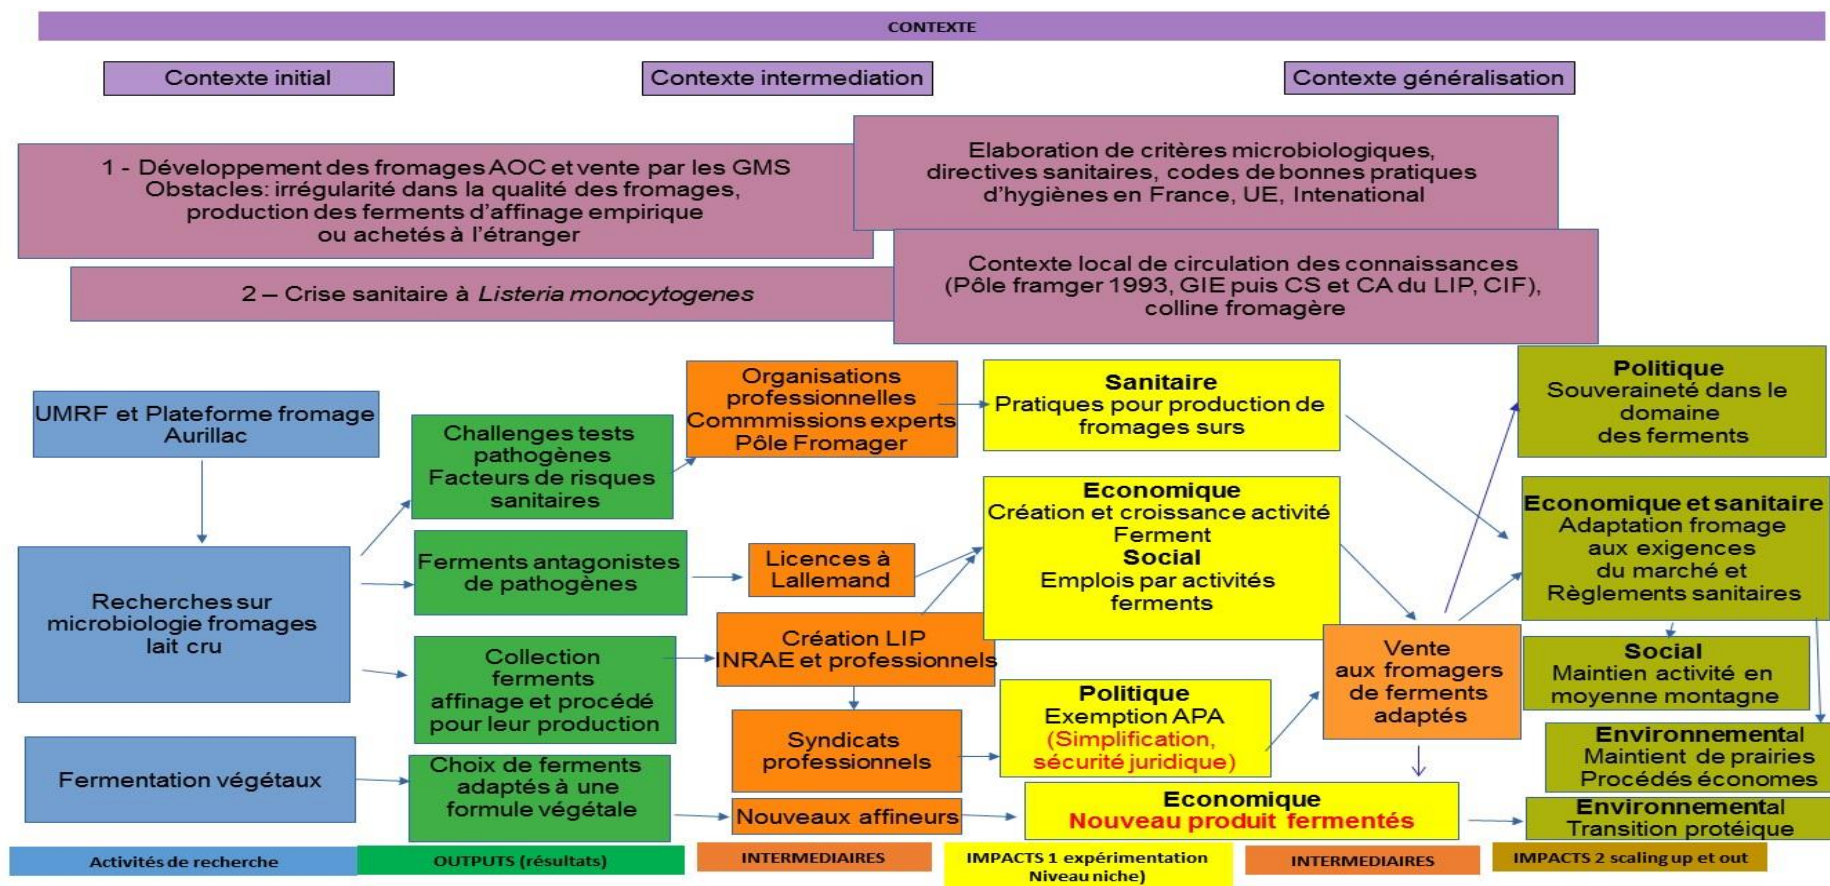 CONTEXTE
Contexte initial
Contexte intermediation
Contexte généralisation
1 - Développement des fromages AOC et vente par les GMS
Obstacles: irrégularité dans la qualité des fromages,
production des ferments d'affinage empirique
ou achetés à l'étranger
Elaboration de critères microbiologiques,
directives sanitaires, codes de bonnes pratiques
d'hygiènes en France, UE, Intenational
2 – Crise sanitaire à Listeria monocytogenes
Contexte local de circulation des connaissances
(Pôle framger 1993, GIE puis CS et CA du LIP, CIF),
colline fromagère
UMRF et Plateforme fromage
Aurillac
Recherches sur
microbiologie fromages
lait cru
Fermentation végétaux
Challenges tests
pathogènes
Facteurs de risques
sanitaires
Ferments antagonistes
de pathogènes
Collection
ferments
affinage et procédé
pour leur production
Choix de ferments
adaptés à une
formule végétale
Organisations
professionnelles
Commmissions experts
Pôle Fromager
Licences à
Lallemand
Création LIP
INRAE et professionnels
Syndicats
professionnels
Nouveaux affineurs
Sanitaire
Pratiques pour production de
fromages surs
Economique
Création et croissance activité
Ferment
Social
Emplois par activités
ferments
Politique
Exemption APA
(Simplification,
sécurité juridique)
Economique
Nouveau produit fermentés
Vente
aux fromagers
de ferments
adaptés
Politique
Souveraineté dans le
domaine
des ferments
Economique et sanitaire
Adaptation fromage
aux exigences
du marché et
Règlements sanitaires
Social
Maintien activité en
moyenne montagne
Environnemental
Maintient de prairies
Procédés économes
Environnemental
Transition protéique
Activités de recherche
OUTPUTS (résultats)
INTERMEDIAIRES
IMPACTS 1 expérimentation
Niveau niche)
INTERMEDIAIRES
IMPACTS 2 scaling up et out